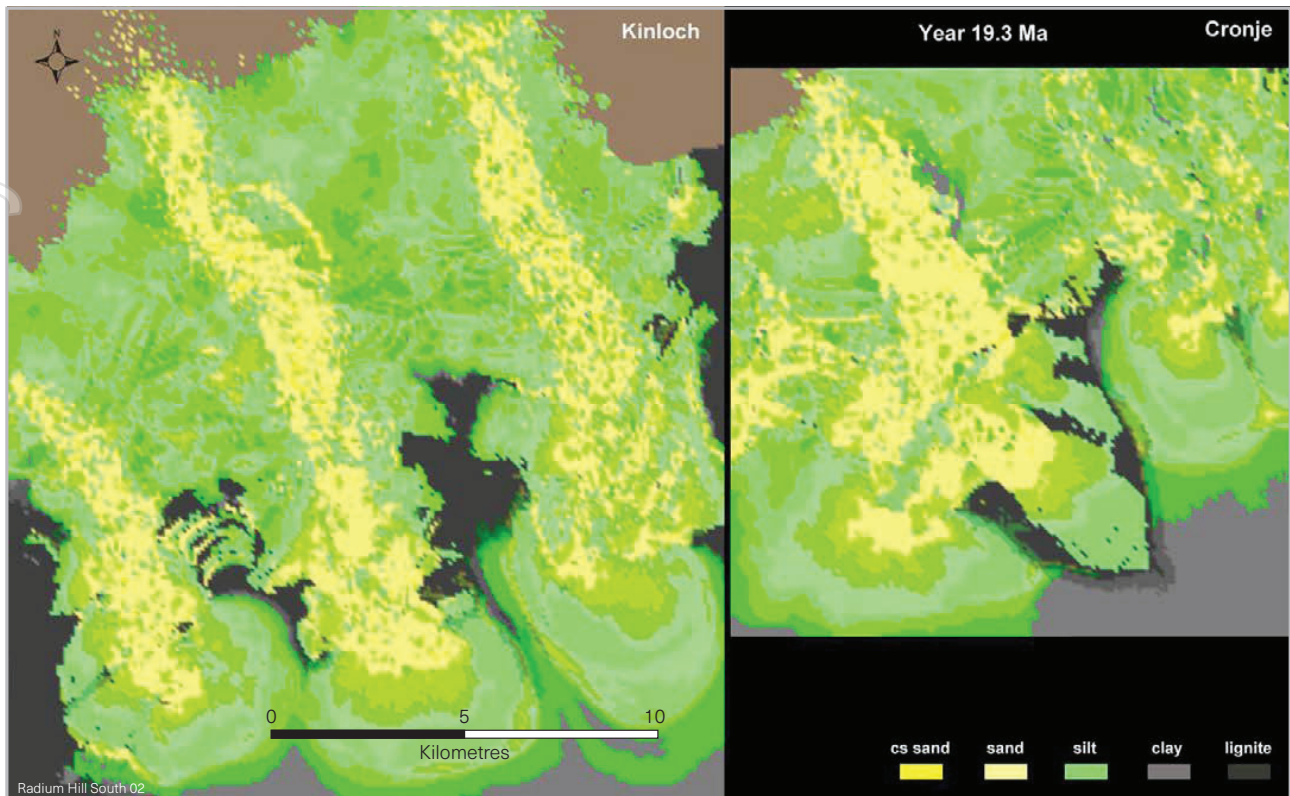 N
Kinloch
Year 19.3 Ma
Cronje
0 5 10
Kilometres
cs sand sand silt clay lignite
Radium Hill South 02